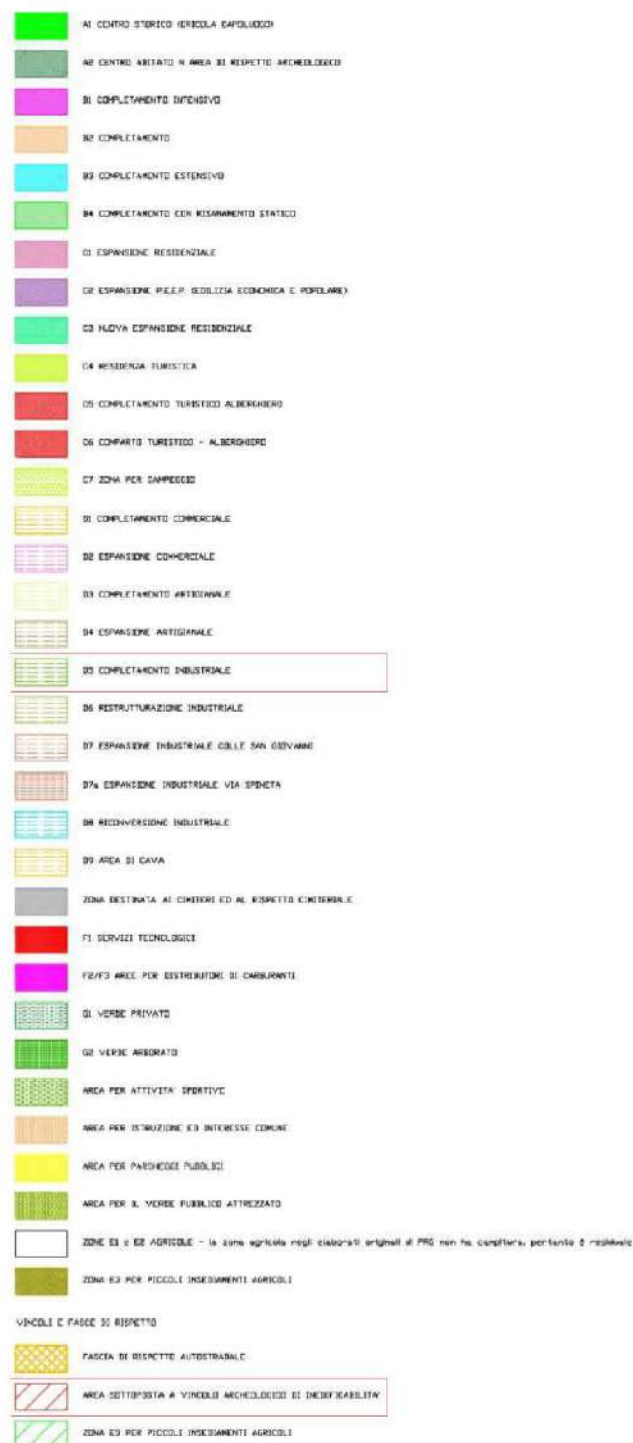 A1 CENTRO STORICO (ORICOLA CAPOLUOGO)
A2 CENTRO ABITATO IN AREA DI RISPETTO ARCHEOLOGICO
B1 COMPLETAMENTO INTENSIVO
B2 COMPLETAMENTO
B3 COMPLETAMENTO ESTENSIVO
B4 COMPLETAMENTO CON RISANAMENTO STATICO
C1 ESPANSIONE RESIDENZIALE
C2 ESPANSIONE P.E.E.P. (EDILIZIA ECONOMICA E POPOLARE)
C3 NUOVA ESPANSIONE RESIDENZIALE
C4 RESIDENZA TURISTICA
C5 COMPLETAMENTO TURISTICO ALBERGHIERO
C6 COMPARTO TURISTICO - ALBERGHIERO
C7 ZONA PER CAMPEGGIO
D1 COMPLETAMENTO COMMERCIALE
D2 ESPANSIONE COMMERCIALE
D3 COMPLETAMENTO ARTIGIANALE
D4 ESPANSIONE ARTIGIANALE
D5 COMPLETAMENTO INDUSTRIALE
D6 RISTRUTTURAZIONE INDUSTRIALE
D7 ESPANSIONE INDUSTRIALE COLLE SAN GIOVANNI
D7a ESPANSIONE INDUSTRIALE VIA SPINETA
D8 RICONVERSIONE INDUSTRIALE
D9 AREA DI CAVA
ZONA DESTINATA AI CIMITERI ED AL RISPETTO CIMITERIALE
F1 SERVIZI TECNOLOGICI
F2/F3 AREE PER DISTRIBUTORI DI CARBURANTI
G1 VERDE PRIVATO
G2 VERDE ARBORATO
AREA PER ATTIVITA' SPORTIVE
AREA PER ISTRUZIONE ED INTERESSE COMUNE
AREA PER PARCHEGGI PUBBLICI
AREA PER IL VERDE PUBBLICO ATTREZZATO
ZONE E1 e E2 AGRICOLE - la zona agricola negli elaborati originali di PRG non ha campitura, pertanto è residuale
ZONA E3 PER PICCOLI INSEDIAMENTI AGRICOLI
VINCOLI E FASCE DI RISPETTO
FASCIA DI RISPETTO AUTOSTRADALE
AREA SOTTOPOSTA A VINCOLO ARCHEOLOGICO DI INEDIFICABILITA'
ZONA E3 PER PICCOLI INSEDIAMENTI AGRICOLI